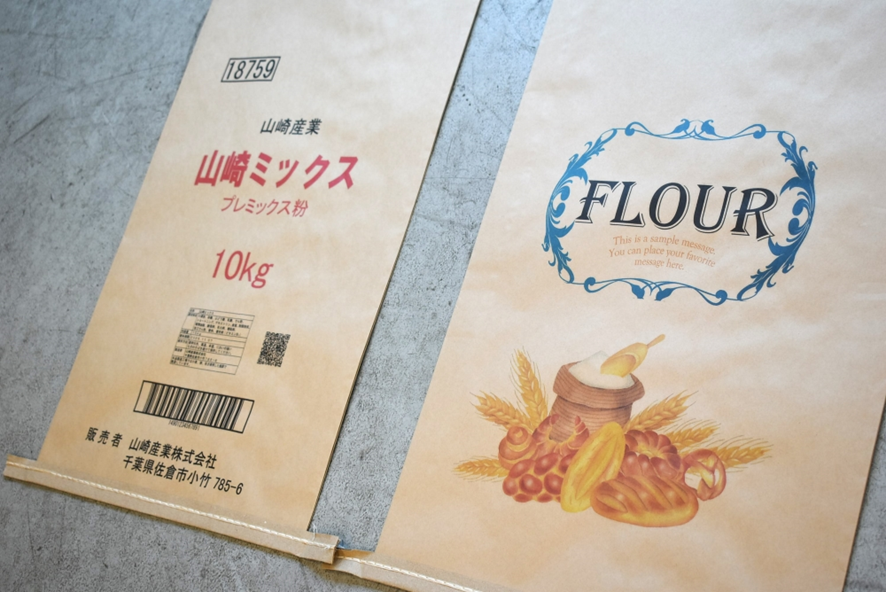 18759
山崎産業
山崎ミックス
プレミックス粉
10kg
販売者 山崎産業株式会社
千葉県佐倉市小竹 785-6
FLOUR
This is a sample message.
You can place your favorite
message here.